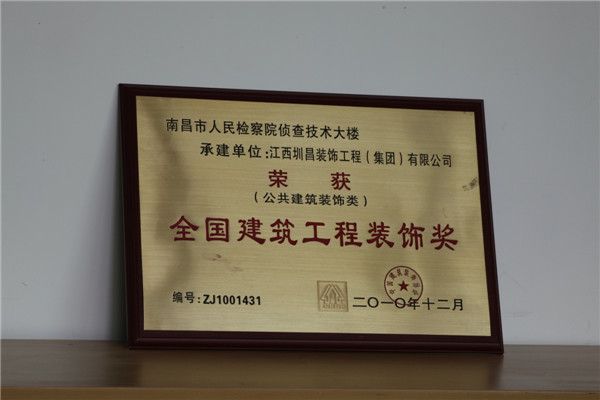 南昌市人民检察院侦查技术大楼
承建单位:江西圳昌装饰工程(集团)有限公司
荣 获
(公共建筑装饰类)
全国建筑工程装饰奖
编号:ZJ1001431
二〇一〇年十二月